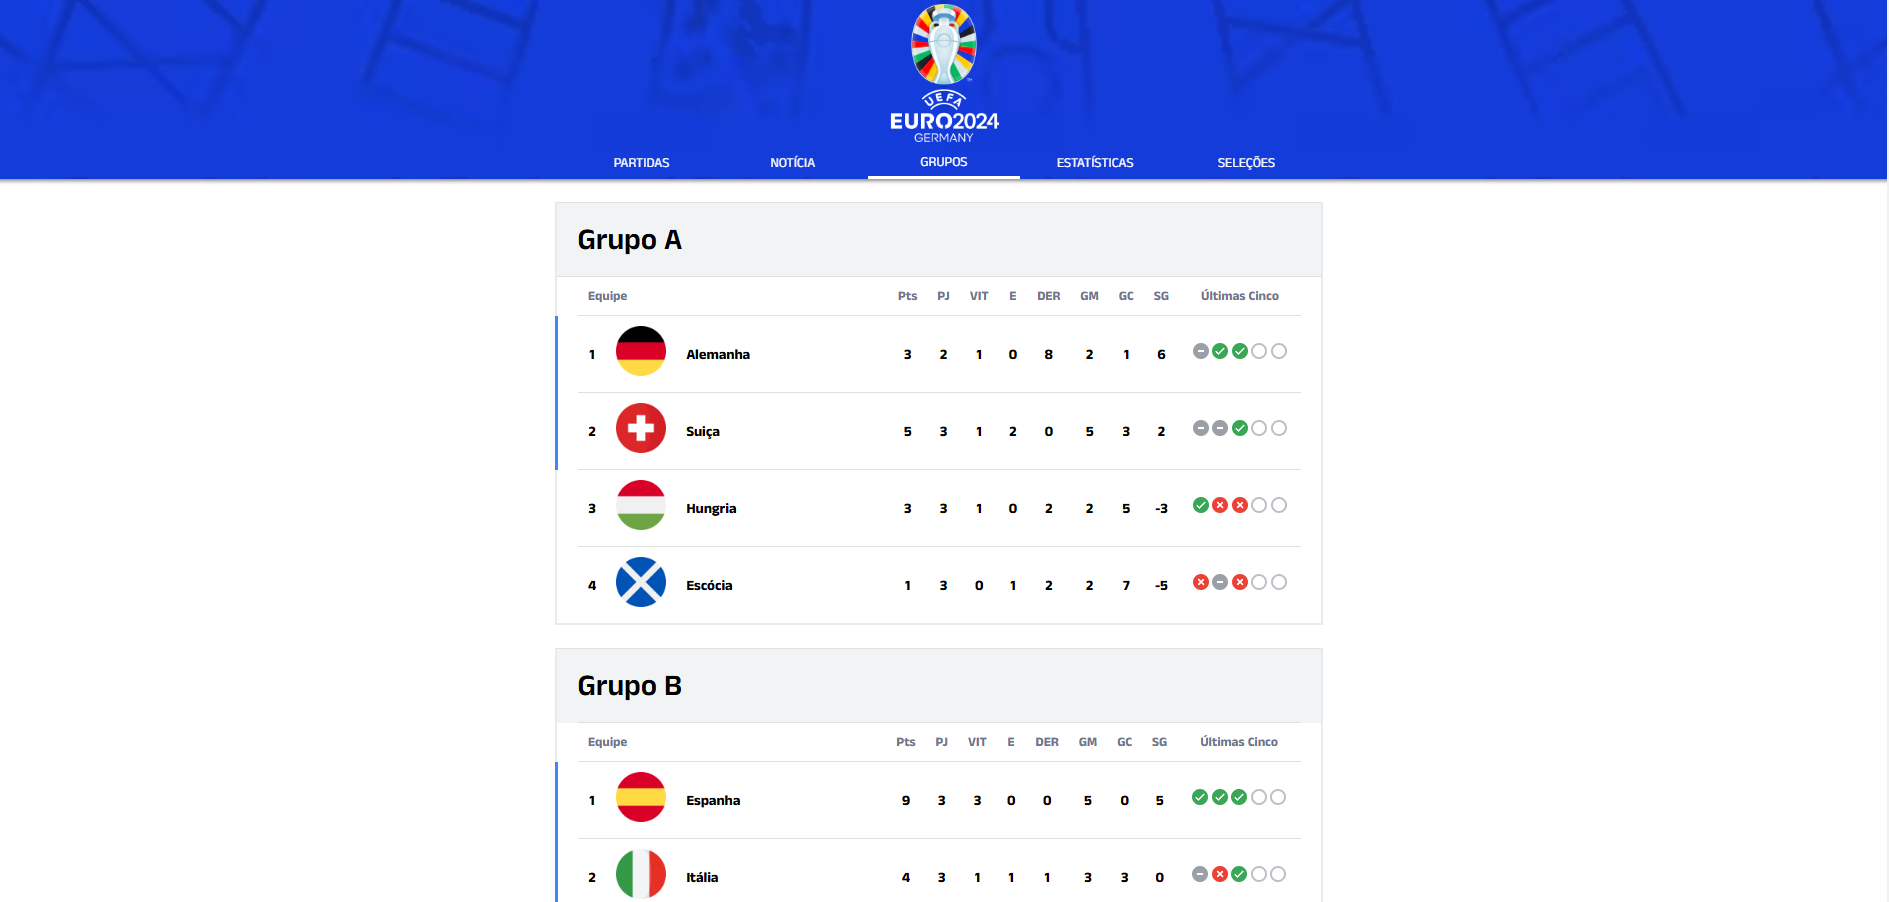 UEFA
EURO2024
GERMANY
PARTIDAS NOTÍCIA GRUPOS ESTATÍSTICAS SELEÇÕES
Grupo A
Equipe Pts PJ VIT E DER GM GC SG Últimas Cinco
1 Alemanha 3 2 1 0 8 2 1 6
2 Suiça 5 3 1 2 0 5 3 2
3 Hungria 3 3 1 0 2 2 5 -3
4 Escócia 1 3 0 1 2 2 7 -5
Grupo B
Equipe Pts PJ VIT E DER GM GC SG Últimas Cinco
1 Espanha 9 3 3 0 0 5 0 5
2 Itália 4 3 1 1 1 3 3 0